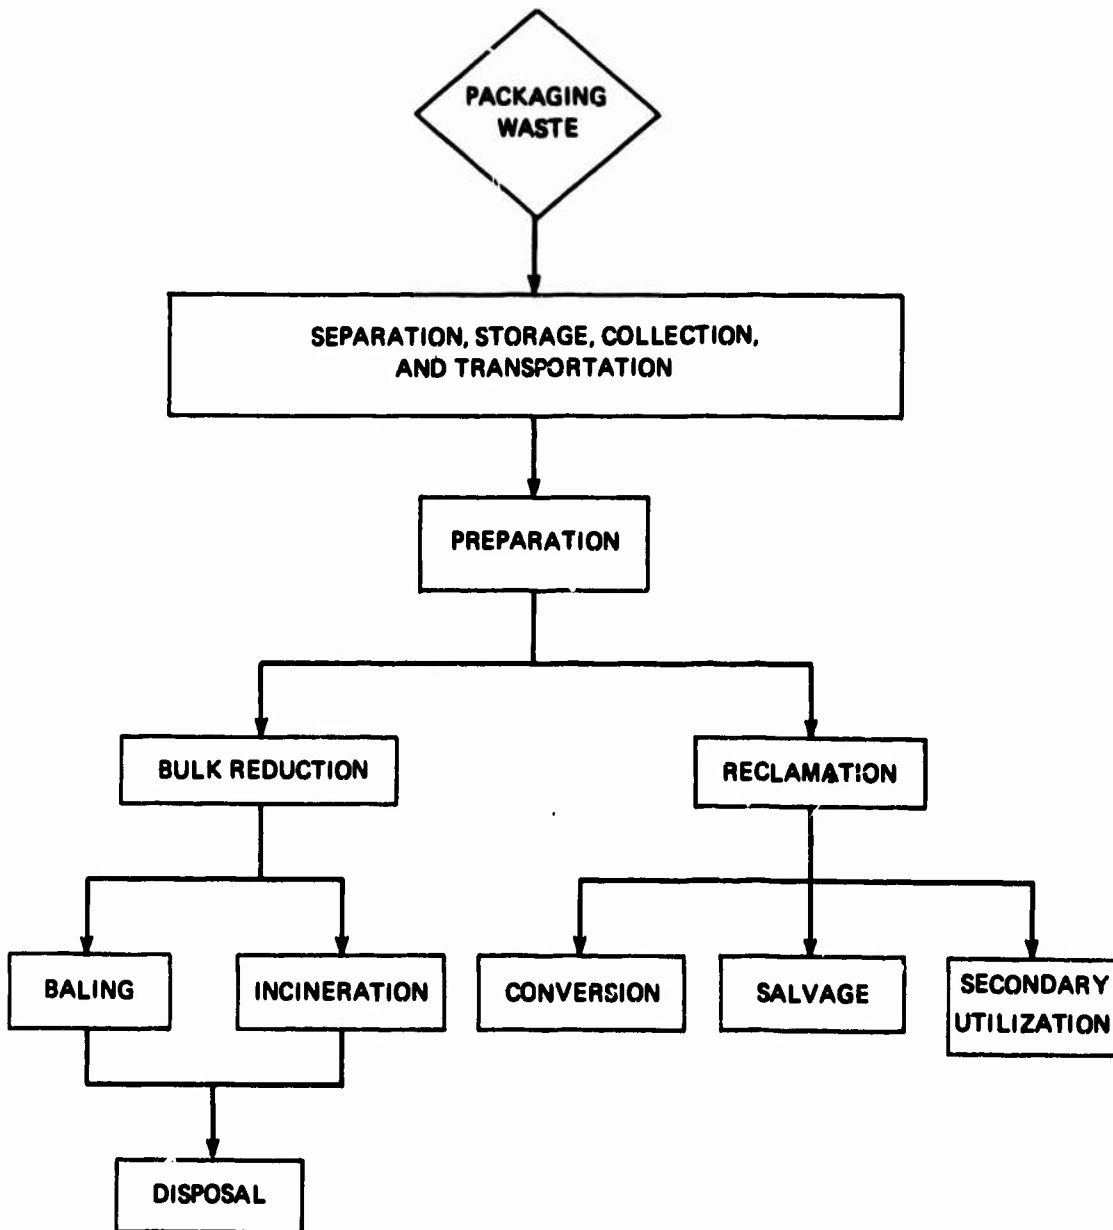 PACKAGING
WASTE
SEPARATION, STORAGE, COLLECTION,
AND TRANSPORTATION
PREPARATION
BULK REDUCTION
RECLAMATION
BALING
INCINERATION
CONVERSION
SALVAGE
SECONDARY
UTILIZATION
DISPOSAL